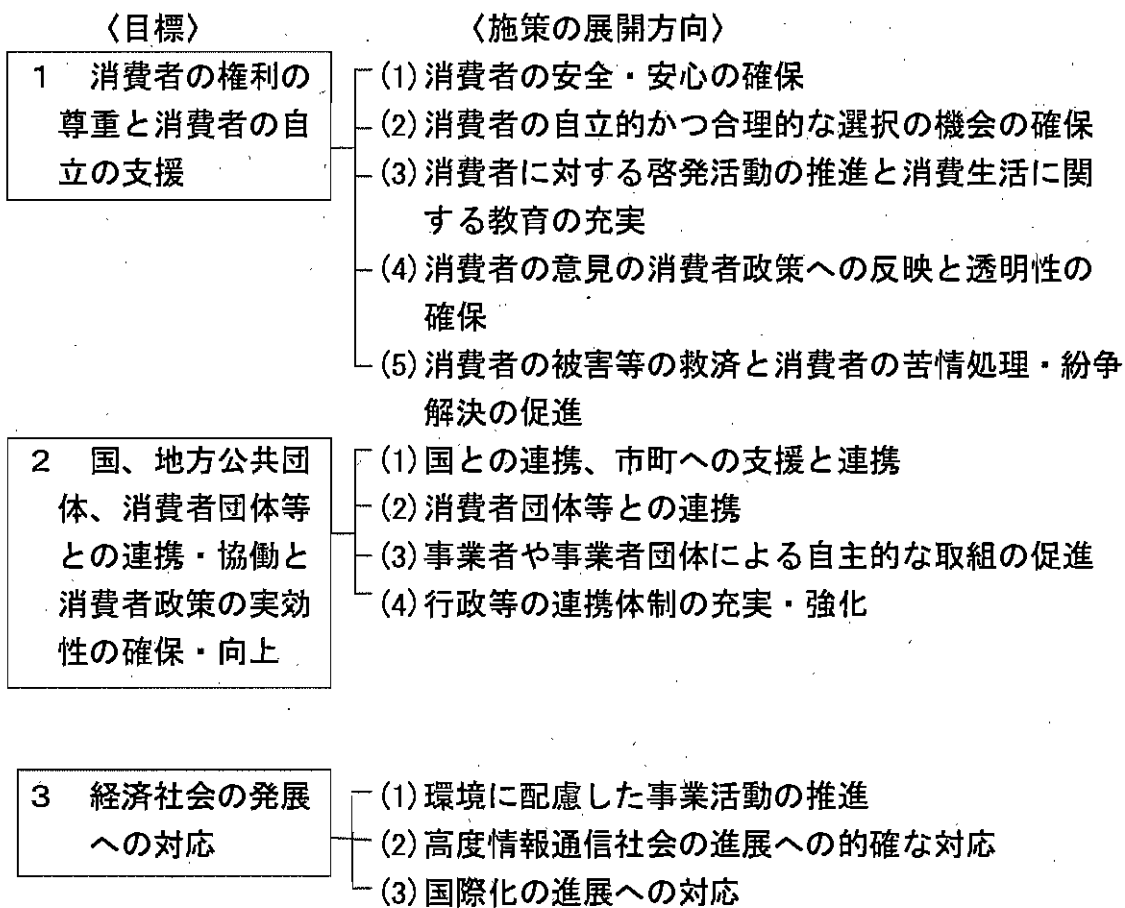 〈目標〉 〈施策の展開方向〉
1 消費者の権利の
尊重と消費者の自
立の支援
(1)消費者の安全・安心の確保
(2)消費者の自立的かつ合理的な選択の機会の確保
(3)消費者に対する啓発活動の推進と消費生活に関
する教育の充実
(4)消費者の意見の消費者政策への反映と透明性の
確保
(5)消費者の被害等の救済と消費者の苦情処理・紛争
解決の促進
2 国、地方公共団
体、消費者団体等
との連携・協働と
消費者政策の実効
性の確保・向上
(1)国との連携、市町への支援と連携
(2)消費者団体等との連携
(3)事業者や事業者団体による自主的な取組の促進
(4)行政等の連携体制の充実・強化
3 経済社会の発展
への対応
(1)環境に配慮した事業活動の推進
(2)高度情報通信社会の進展への的確な対応
(3)国際化の進展への対応